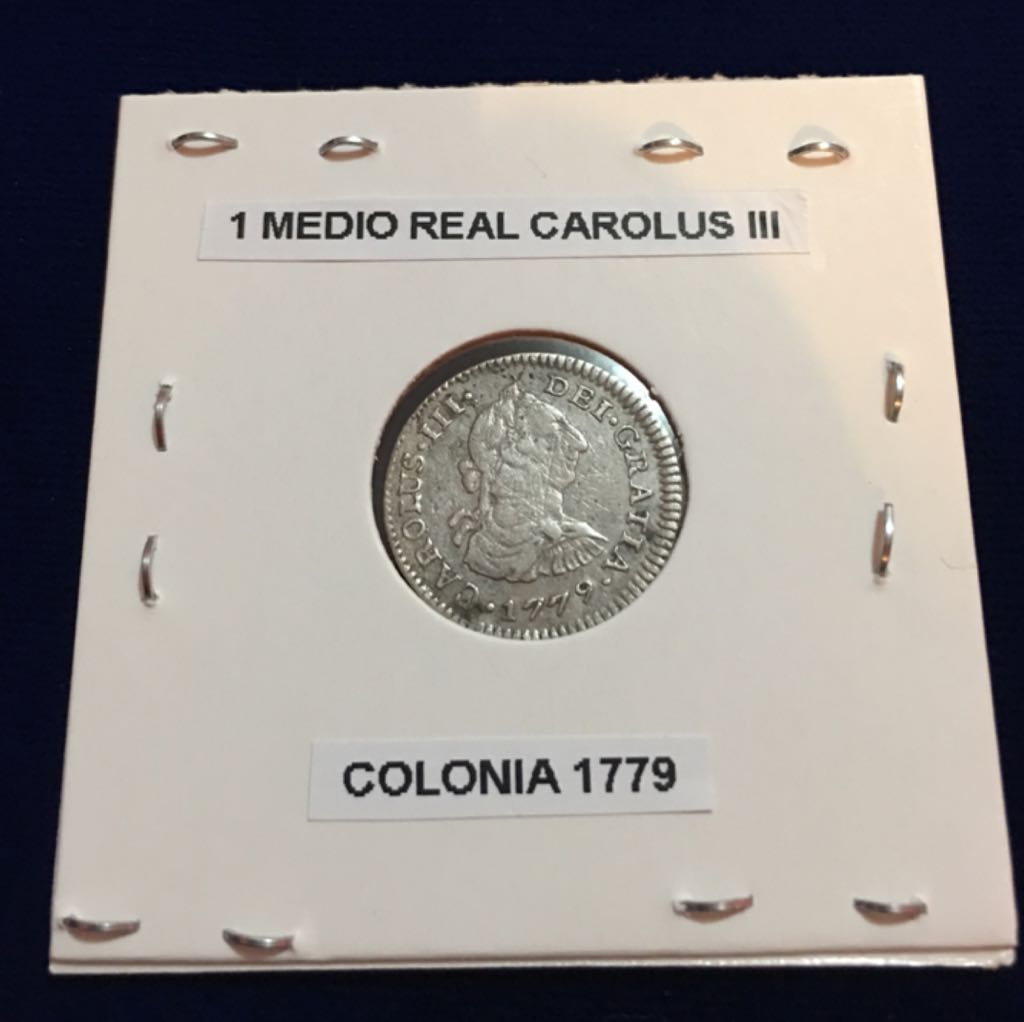 1 MEDIO REAL CAROLUS III
CAROLUS·III· DEI·GRATIA·
·1779·
COLONIA 1779